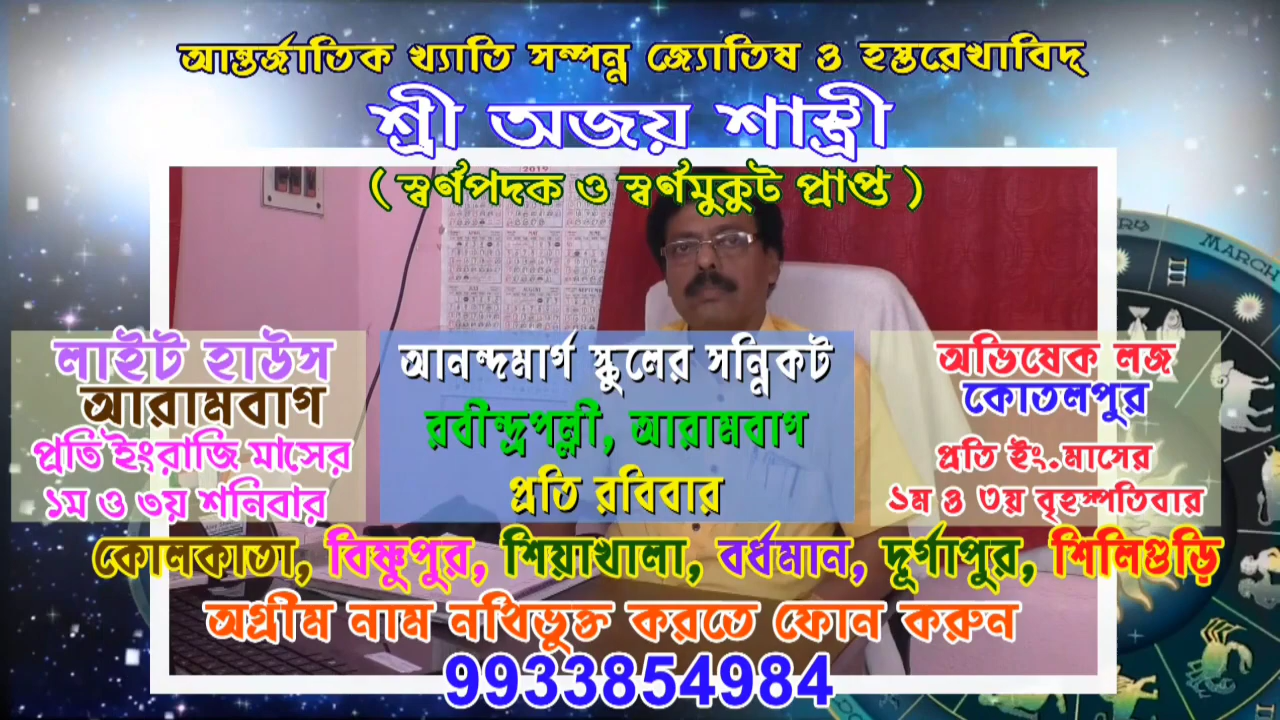 আন্তর্জাতিক খ্যাতি সম্পন্ন জ্যোতিষ ও হস্তরেখাবিদ্
শ্রী অজয় শাস্ত্রী
( স্বর্ণপদক ও স্বর্ণমুকুট প্রাপ্ত )
2019
MARCH
লাইট হাউস
আরামবাগ
প্রতি ইংরাজি মাসের
১ম ও ৩য় শনিবার
আনন্দমার্গ স্কুলের সন্নিকট
রবীন্দ্রপল্লী, আরামবাগ
প্রতি রবিবার
অভিষেক লজ
কোতলপুর
প্রতি ইং.মাসের
১ম ও ৩য় বৃহস্পতিবার
কোলকাতা, বিষ্ণুপুর, শিয়াখালা, বর্ধমান, দূর্গাপুর, শিলিগুড়ি
অগ্রীম নাম নথিভুক্ত করতে ফোন করুন
9933854984